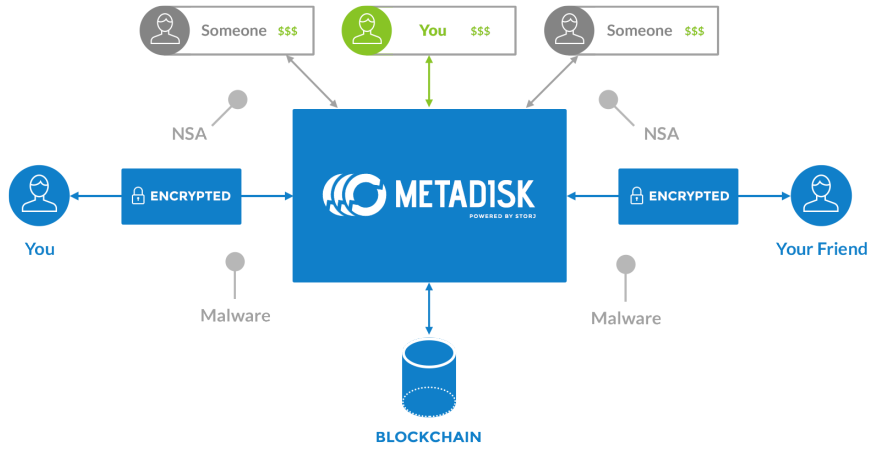 Someone $$$
You $$$
Someone $$$
NSA
NSA
ENCRYPTED
METADISK
POWERED BY STORJ
ENCRYPTED
You
Your Friend
Malware
Malware
BLOCKCHAIN